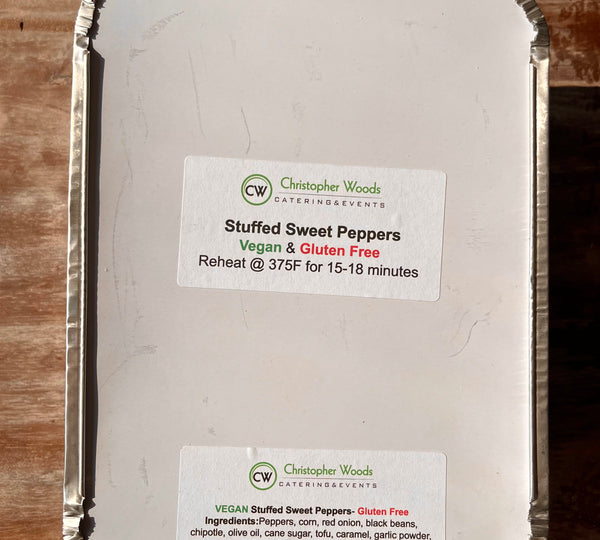 CW Christopher Woods
CATERING&EVENTS
Stuffed Sweet Peppers
Vegan & Gluten Free
Reheat @ 375F for 15-18 minutes
CW Christopher Woods
CATERING&EVENTS
VEGAN Stuffed Sweet Peppers- Gluten Free
Ingredients:Peppers, corn, red onion, black beans,
chipotle, olive oil, cane sugar, tofu, caramel, garlic powder,